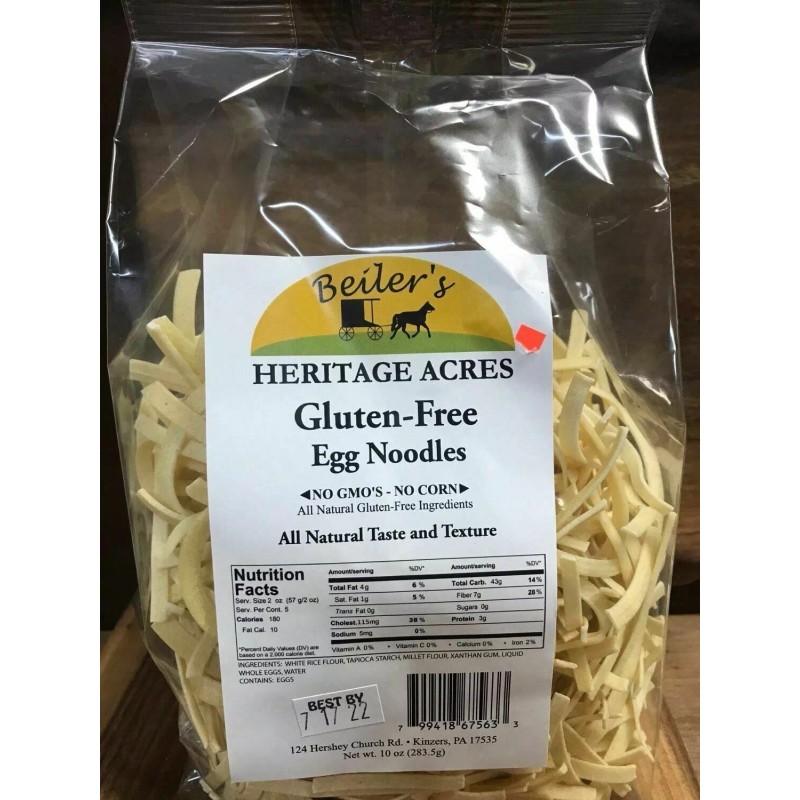 Beiler's
HERITAGE ACRES
Gluten-Free
Egg Noodles
◀NO GMO'S - NO CORN▶
All Natural Gluten-Free Ingredients
All Natural Taste and Texture
Nutrition
Facts
Serv. Size 2 oz (57 g/2 oz)
Serv. Per Cont. 5
Calories 180
Fat Cal. 10
*Percent Daily Values (DV) are
based on a 2,000 calorie diet.
Amount/serving %DV*
Total Fat 4g 6 %
Sat. Fat 1g 5 %
Trans Fat 0g
Cholest.115mg 38 %
Sodium 5mg 0%
Amount/serving %DV*
Total Carb. 43g 14%
Fiber 7g 28%
Sugars 0g
Protein 3g
Vitamin A 0% • Vitamin C 0% • Calcium 0% • Iron 2%
INGREDIENTS: WHITE RICE FLOUR, TAPIOCA STARCH, MILLET FLOUR, XANTHAN GUM, LIQUID
WHOLE EGGS, WATER
CONTAINS: EGGS
BEST BY
7 17 22
7 99418 67563 3
124 Hershey Church Rd. • Kinzers, PA 17535
Net wt. 10 oz (283.5g)